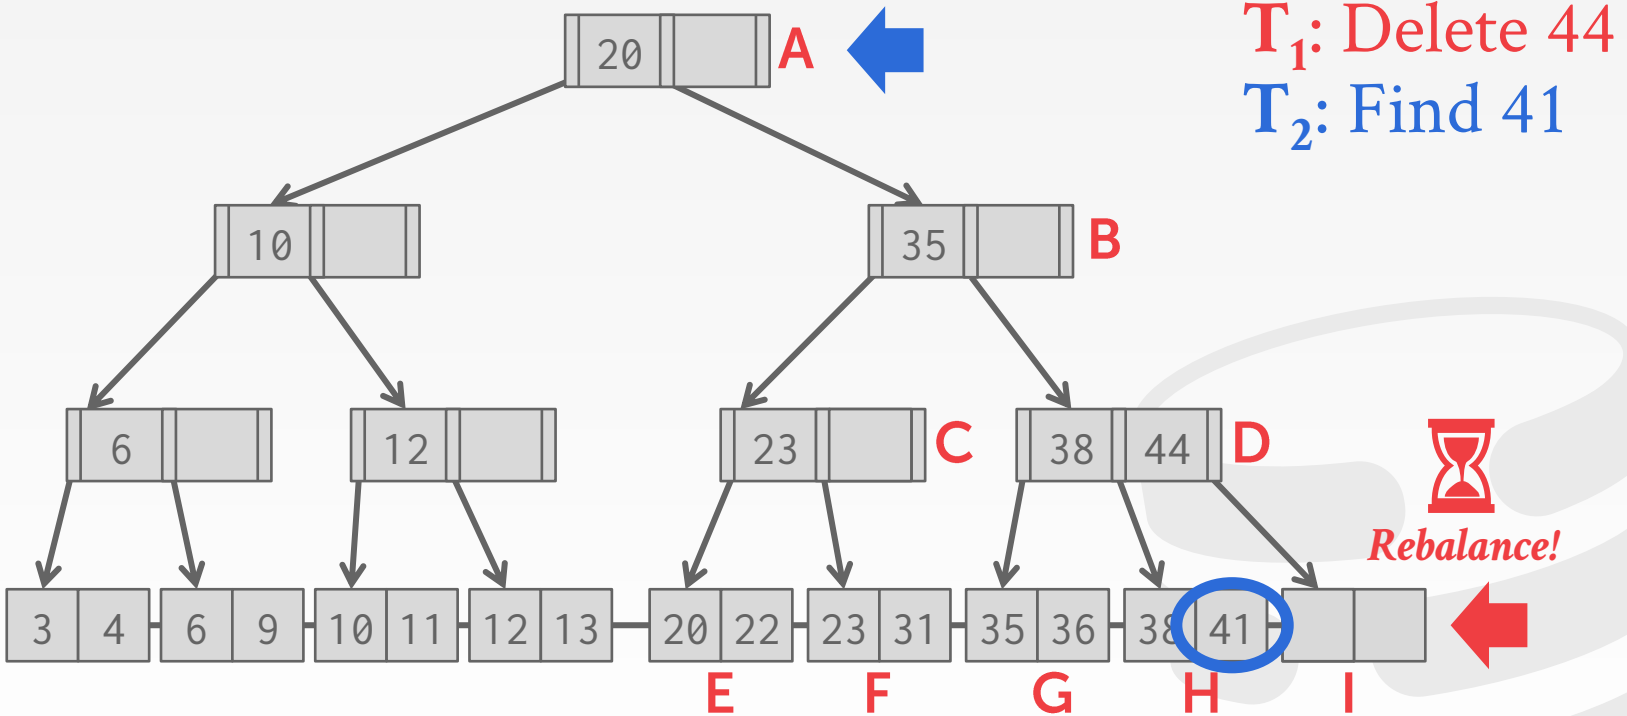 T1: Delete 44
20 A
T2: Find 41
10
35 B
6
12
23 C
38 44 D
Rebalance!
3 4 6 9 10 11 12 13 20 22 23 31 35 36 38 41
E F G H I